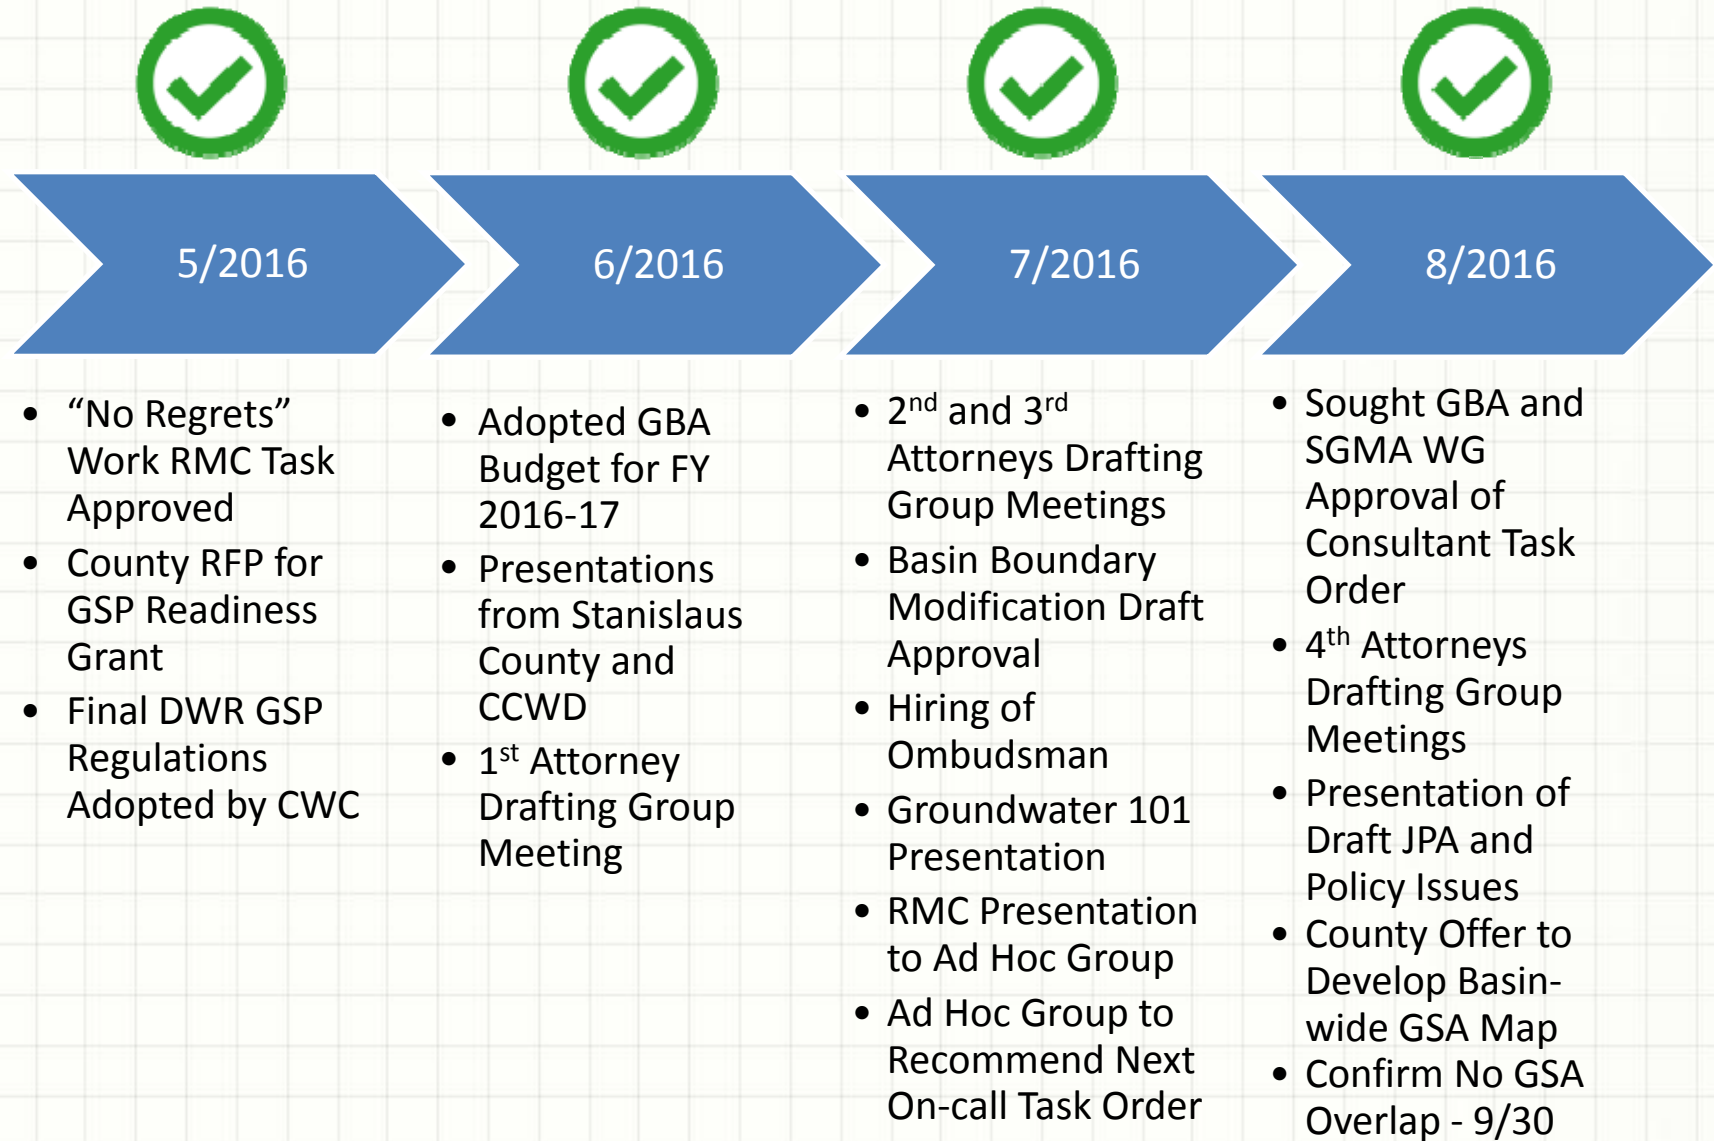 5/2016
6/2016
7/2016
8/2016
• “No Regrets”
Work RMC Task
Approved
• County RFP for
GSP Readiness
Grant
• Final DWR GSP
Regulations
Adopted by CWC
• Adopted GBA
Budget for FY
2016-17
• Presentations
from Stanislaus
County and
CCWD
• 1st Attorney
Drafting Group
Meeting
• 2nd and 3rd
Attorneys Drafting
Group Meetings
• Basin Boundary
Modification Draft
Approval
• Hiring of
Ombudsman
• Groundwater 101
Presentation
• RMC Presentation
to Ad Hoc Group
• Ad Hoc Group to
Recommend Next
On-call Task Order
• Sought GBA and
SGMA WG
Approval of
Consultant Task
Order
• 4th Attorneys
Drafting Group
Meetings
• Presentation of
Draft JPA and
Policy Issues
• County Offer to
Develop Basin-
wide GSA Map
• Confirm No GSA
Overlap - 9/30